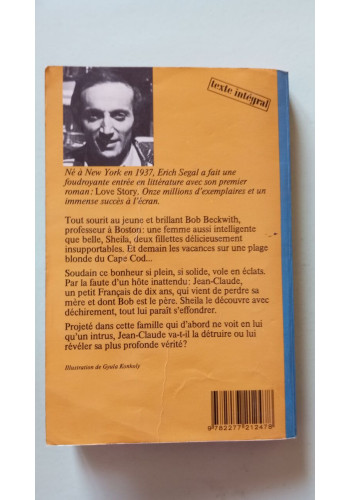 texte intégral
Né à New York en 1937, Erich Segal a fait une
foudroyante entrée en littérature avec son premier
roman : Love Story. Onze millions d'exemplaires et un
immense succès à l'écran.
Tout sourit au jeune et brillant Bob Beckwith,
professeur à Boston: une femme aussi intelligente
que belle, Sheila, deux fillettes délicieusement
insupportables. Et demain les vacances sur une plage
blonde du Cape Cod...
Soudain ce bonheur si plein, si solide, vole en éclats.
Par la faute d'un hôte inattendu: Jean-Claude,
un petit Français de dix ans, qui vient de perdre sa
mère et dont Bob est le père. Sheila le découvre avec
déchirement, tout lui paraît s'effondrer.
Projeté dans cette famille qui d'abord ne voit en lui
qu'un intrus, Jean-Claude va-t-il la détruire ou lui
révéler sa plus profonde vérité?
Illustration de Gyula Konkoly
9 782277 212478